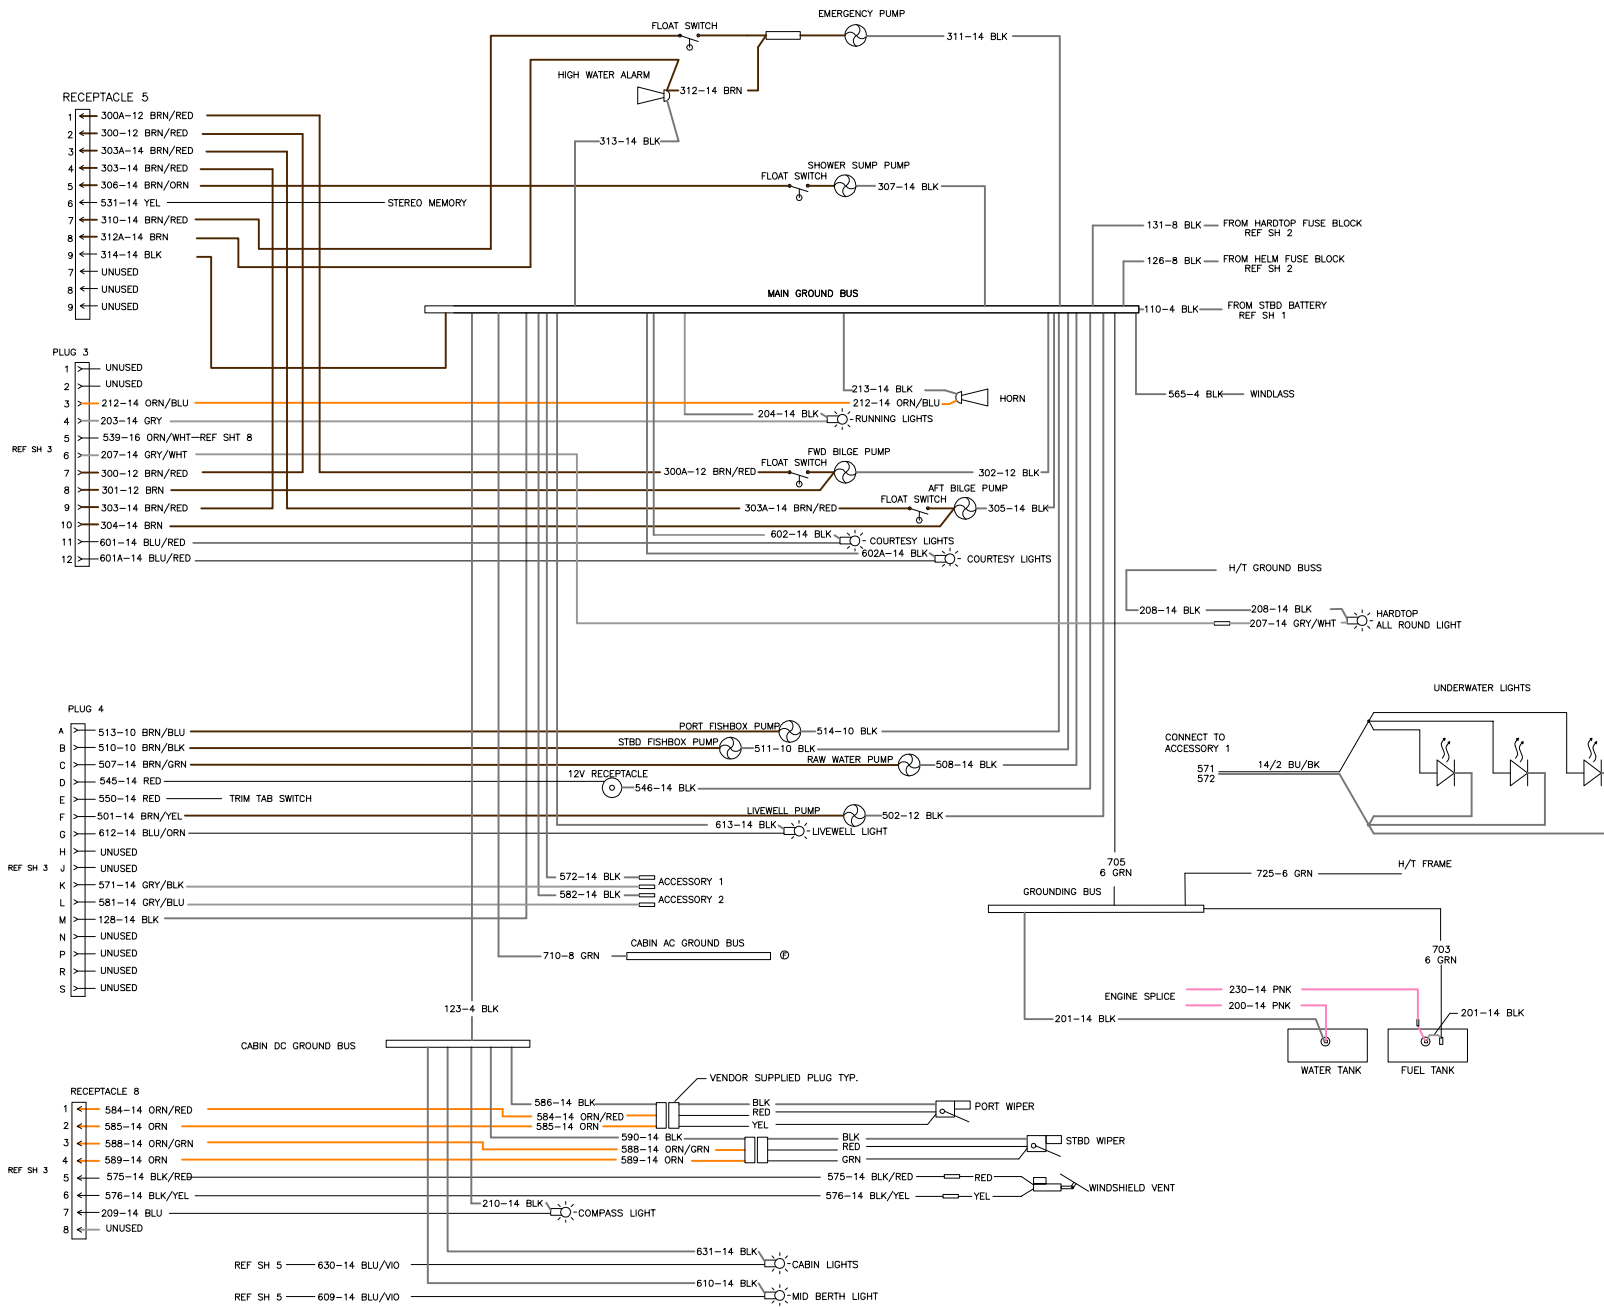 EMERGENCY PUMP
FLOAT SWITCH
311-14 BLK
HIGH WATER ALARM
312-14 BRN
313-14 BLK
RECEPTACLE 5
1 300A-12 BRN/RED
2 300-12 BRN/RED
3 303A-14 BRN/RED
4 303-14 BRN/RED
5 306-14 BRN/ORN
6 531-14 YEL
STEREO MEMORY
7 310-14 BRN/RED
8 312A-14 BRN
9 314-14 BLK
7 UNUSED
8 UNUSED
9 UNUSED
SHOWER SUMP PUMP
FLOAT SWITCH
307-14 BLK
131-8 BLK
FROM HARDTOP FUSE BLOCK
REF SH 2
126-8 BLK
FROM HELM FUSE BLOCK
REF SH 2
MAIN GROUND BUS
110-4 BLK
FROM STBD BATTERY
REF SH 1
PLUG 3
REF SH 3
1 UNUSED
2 UNUSED
3 212-14 ORN/BLU
4 203-14 GRY
5 539-16 ORN/WHT REF SHT 8
6 207-14 GRY/WHT
7 300-12 BRN/RED
8 301-12 BRN
9 303-14 BRN/RED
10 304-14 BRN
11 601-14 BLU/RED
12 601A-14 BLU/RED
213-14 BLK
212-14 ORN/BLU
HORN
204-14 BLK
RUNNING LIGHTS
565-4 BLK
WINDLASS
FWD BILGE PUMP
FLOAT SWITCH
300A-12 BRN/RED
302-12 BLK
AFT BILGE PUMP
FLOAT SWITCH
303A-14 BRN/RED
305-14 BLK
602-14 BLK
COURTESY LIGHTS
602A-14 BLK
COURTESY LIGHTS
H/T GROUND BUSS
208-14 BLK
208-14 BLK
207-14 GRY/WHT
HARDTOP
ALL ROUND LIGHT
UNDERWATER LIGHTS
CONNECT TO
ACCESSORY 1
571
572
14/2 BU/BK
PLUG 4
REF SH 3
A 513-10 BRN/BLU
B 510-10 BRN/BLK
C 507-14 BRN/GRN
D 545-14 RED
E 550-14 RED
TRIM TAB SWITCH
F 501-14 BRN/YEL
G 612-14 BLU/ORN
H UNUSED
J UNUSED
K 571-14 GRY/BLK
L 581-14 GRY/BLU
M 128-14 BLK
N UNUSED
P UNUSED
R UNUSED
S UNUSED
PORT FISHBOX PUMP
514-10 BLK
STBD FISHBOX PUMP
511-10 BLK
RAW WATER PUMP
508-14 BLK
12V RECEPTACLE
546-14 BLK
LIVEWELL PUMP
502-12 BLK
613-14 BLK
LIVEWELL LIGHT
572-14 BLK
ACCESSORY 1
582-14 BLK
ACCESSORY 2
710-8 GRN
CABIN AC GROUND BUS
P
705
6 GRN
725-6 GRN
H/T FRAME
GROUNDING BUS
703
6 GRN
ENGINE SPLICE
230-14 PNK
200-14 PNK
201-14 BLK
201-14 BLK
WATER TANK
FUEL TANK
123-4 BLK
CABIN DC GROUND BUS
RECEPTACLE 8
REF SH 3
1 584-14 ORN/RED
2 585-14 ORN
3 588-14 ORN/GRN
4 589-14 ORN
5 575-14 BLK/RED
6 576-14 BLK/YEL
7 209-14 BLU
8 UNUSED
VENDOR SUPPLIED PLUG TYP.
586-14 BLK
584-14 ORN/RED
585-14 ORN
BLK
RED
YEL
PORT WIPER
590-14 BLK
588-14 ORN/GRN
589-14 ORN
BLK
RED
GRN
STBD WIPER
575-14 BLK/RED
RED
576-14 BLK/YEL
YEL
WINDSHIELD VENT
210-14 BLK
COMPASS LIGHT
631-14 BLK
REF SH 5
630-14 BLU/VIO
CABIN LIGHTS
610-14 BLK
REF SH 5
609-14 BLU/VIO
MID BERTH LIGHT